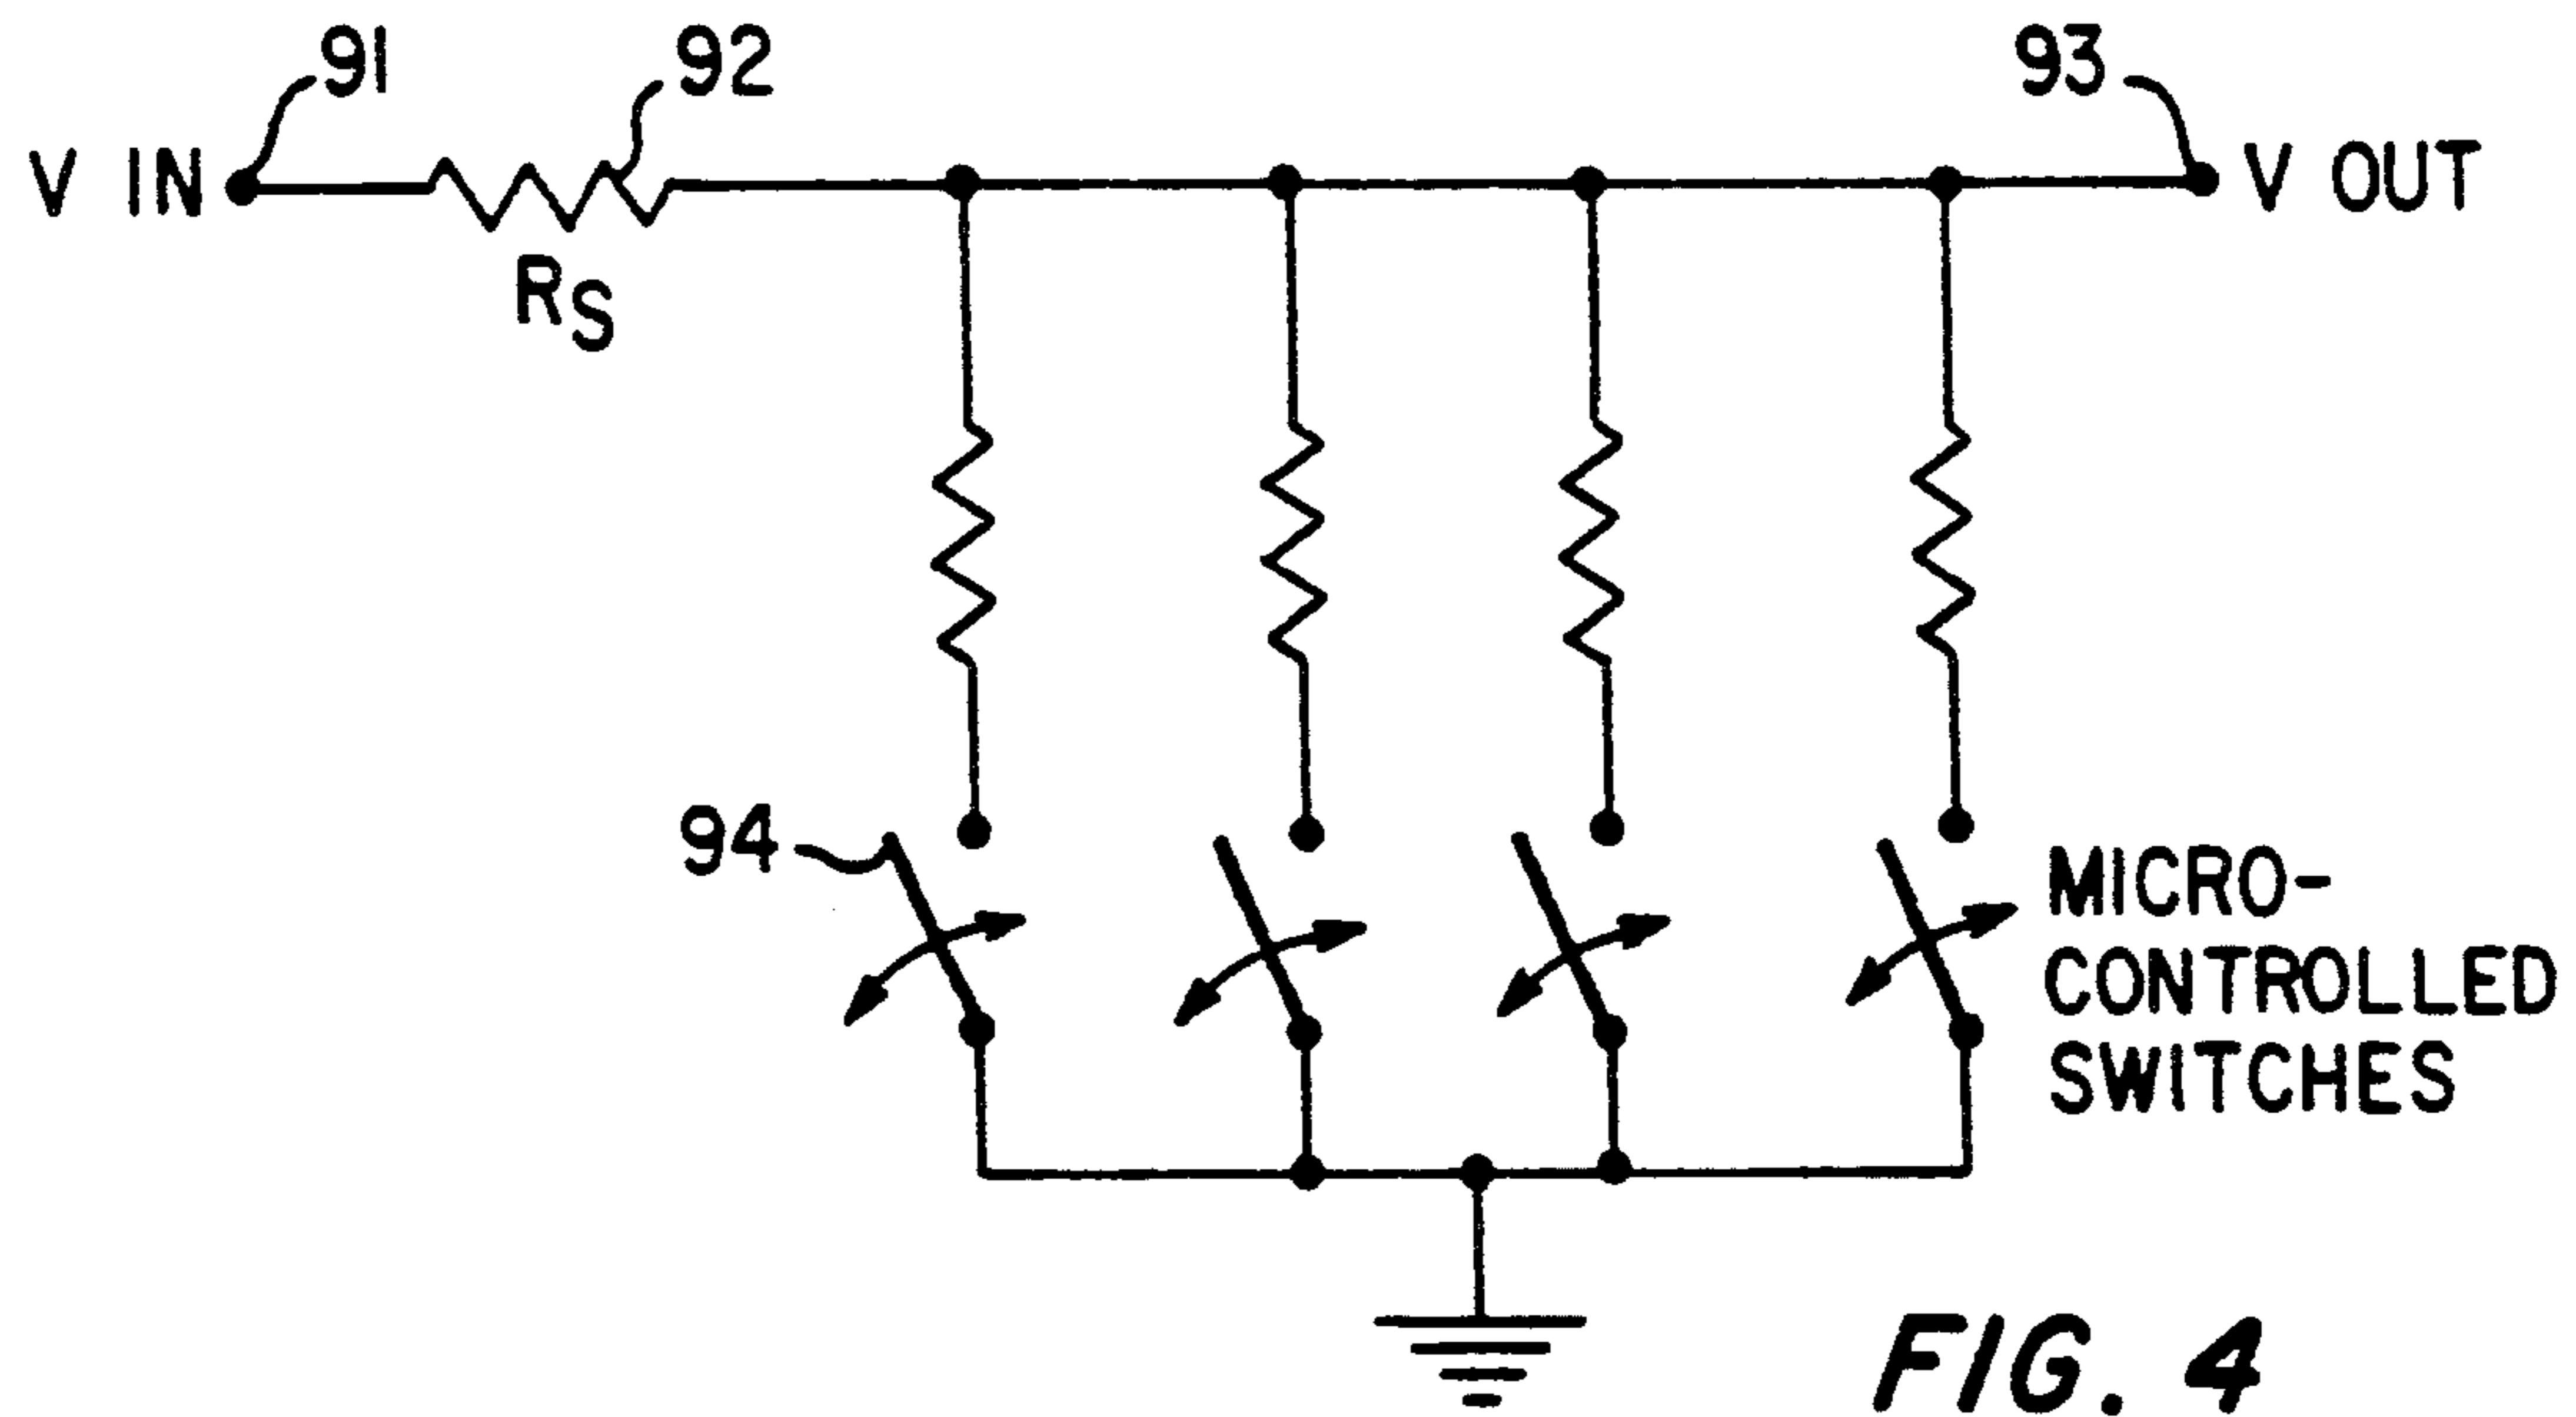 91
92
93
V IN
V OUT
RS
94
MICRO-
CONTROLLED
SWITCHES
FIG. 4